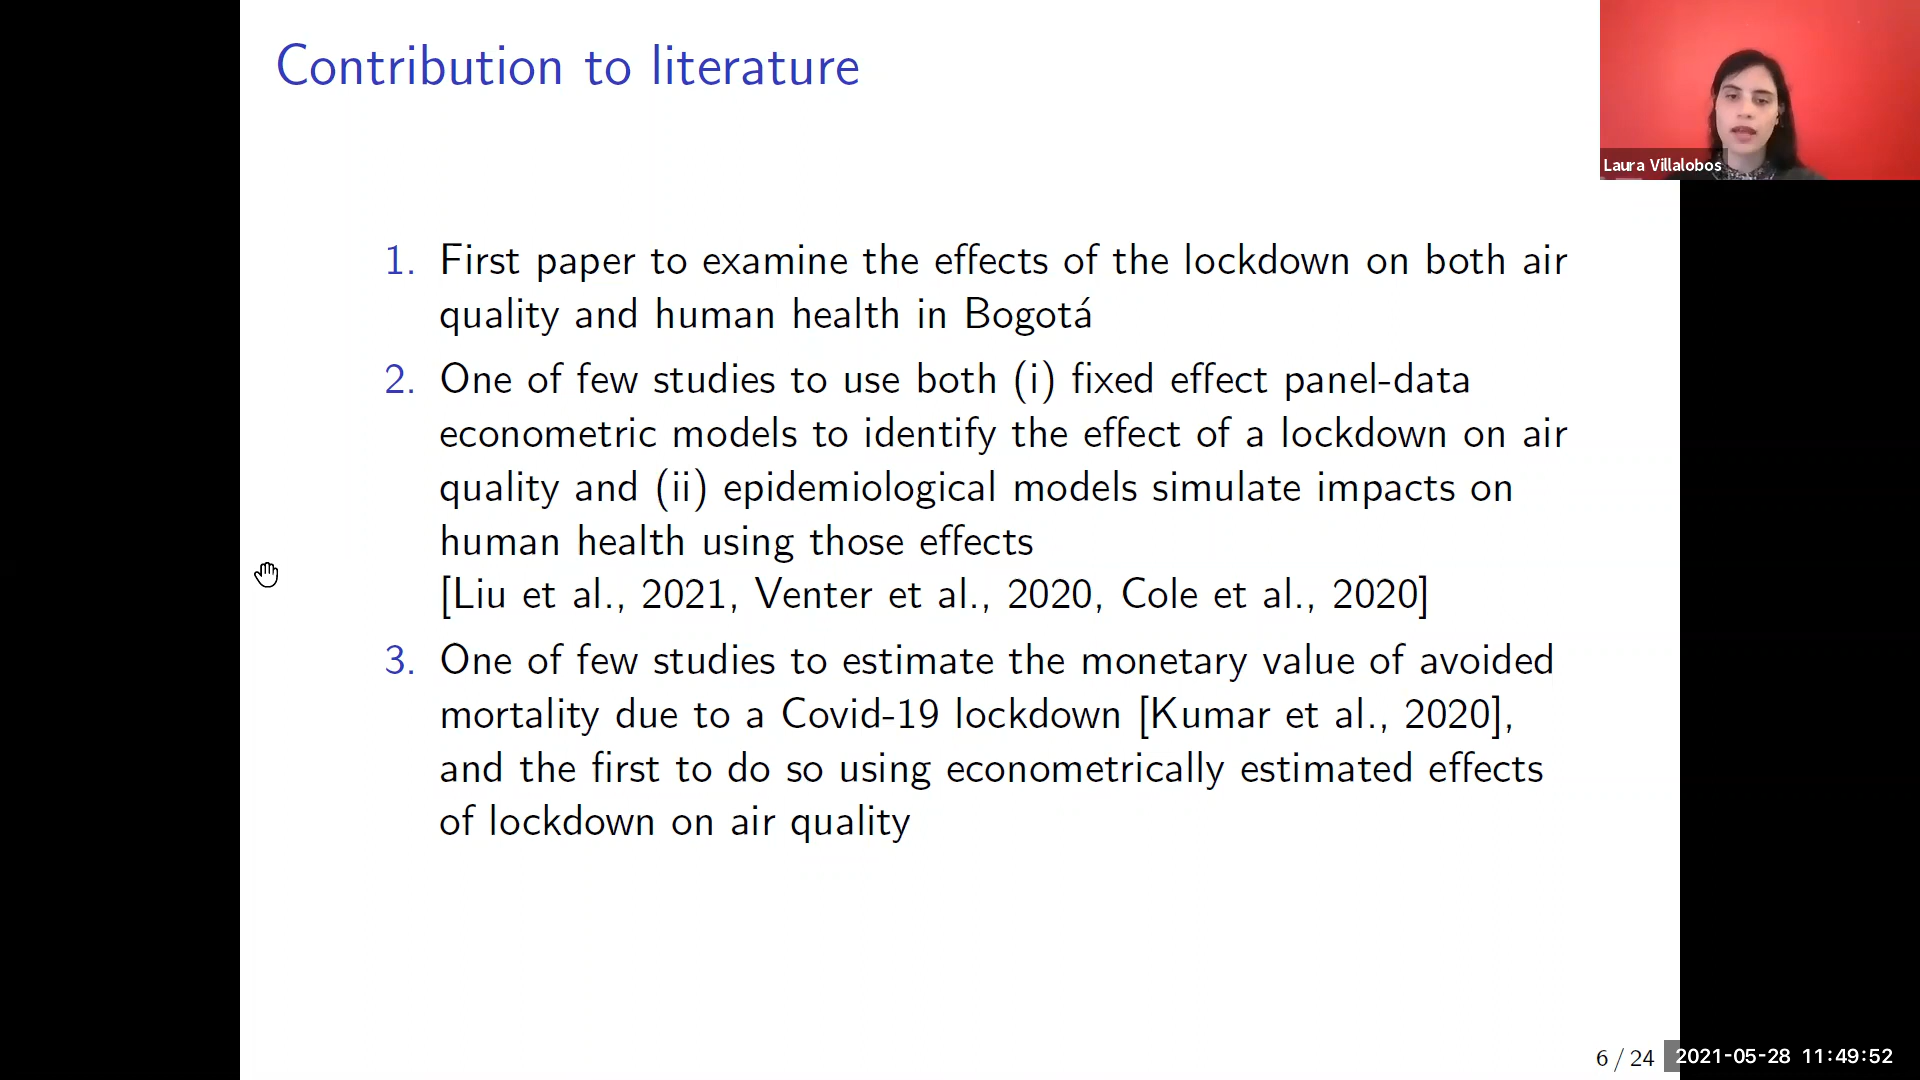 Contribution to literature
Laura Villalobos
1. First paper to examine the effects of the lockdown on both air
quality and human health in Bogotá
2. One of few studies to use both (i) fixed effect panel-data
econometric models to identify the effect of a lockdown on air
quality and (ii) epidemiological models simulate impacts on
human health using those effects
[Liu et al., 2021, Venter et al., 2020, Cole et al., 2020]
3. One of few studies to estimate the monetary value of avoided
mortality due to a Covid-19 lockdown [Kumar et al., 2020],
and the first to do so using econometrically estimated effects
of lockdown on air quality
6 / 24
2021-05-28 11:49:52